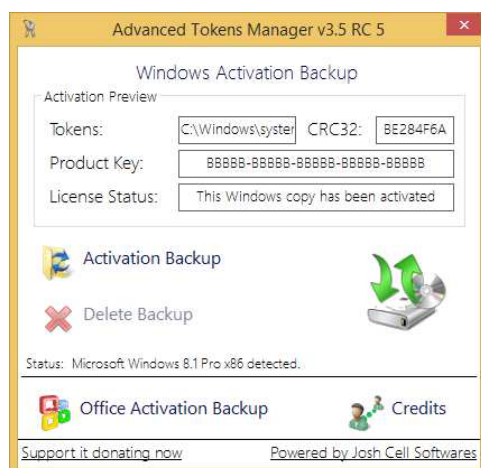 Advanced Tokens Manager v3.5 RC 5
Windows Activation Backup
Activation Preview
Tokens: C:\Windows\syster CRC32: BE284F6A
Product Key: BBBBB-BBBBB-BBBBB-BBBBB-BBBBB
License Status: This Windows copy has been activated
Activation Backup
Delete Backup
Status: Microsoft Windows 8.1 Pro x86 detected.
Office Activation Backup Credits
Support it donating now Powered by Josh Cell Softwares